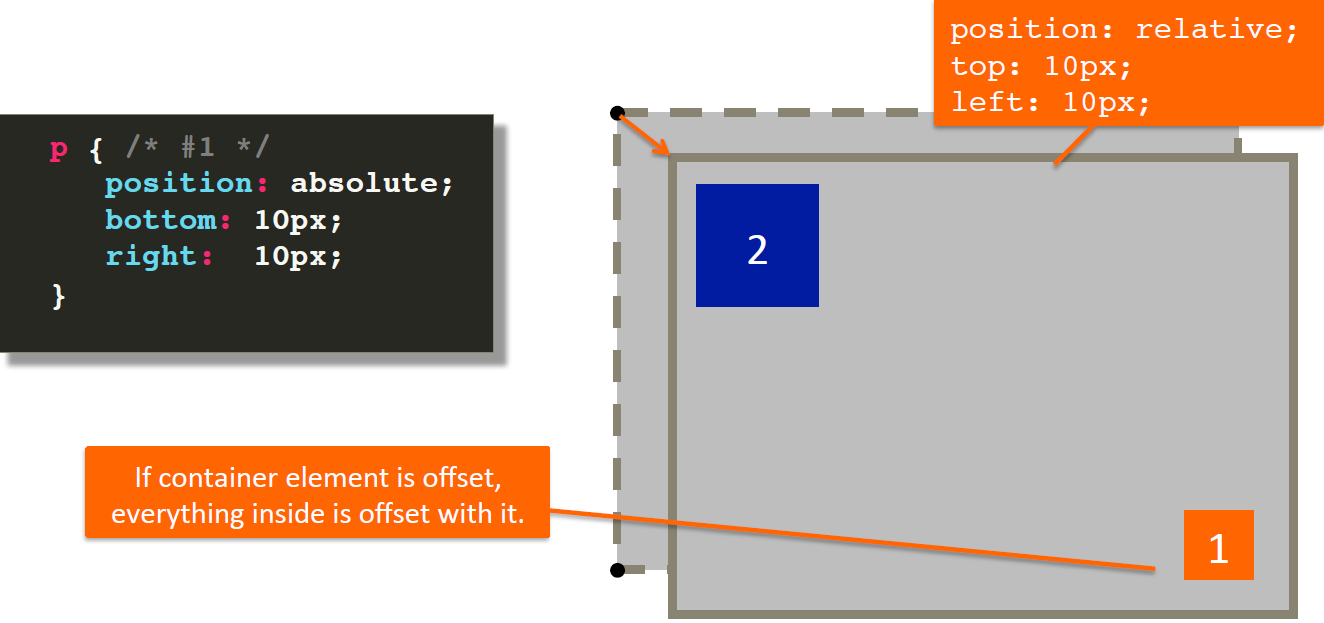 position: relative;
top: 10px;
left: 10px;
p { /* #1 */
position: absolute;
bottom: 10px;
right:  10px;
}
2
If container element is offset,
everything inside is offset with it.
1